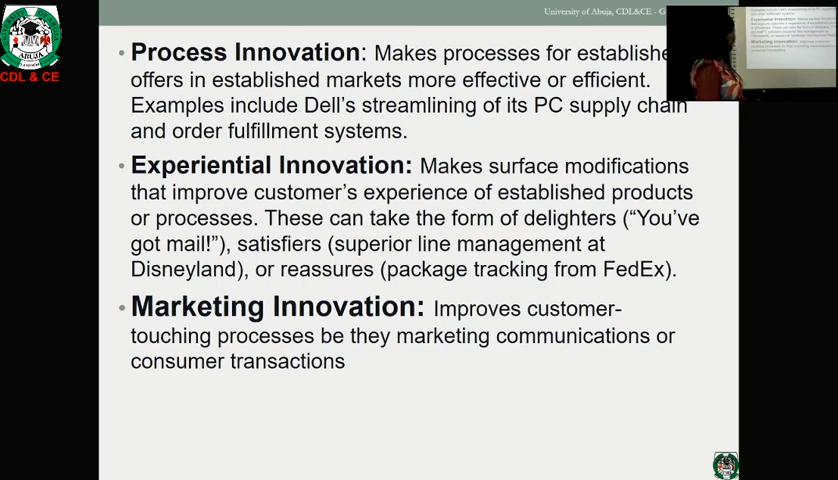 University of Abuja, CDL&CE - G
• Process Innovation: Makes processes for establishe
offers in established markets more effective or efficient.
Examples include Dell's streamlining of its PC supply chain
and order fulfillment systems.
• Experiential Innovation: Makes surface modifications
that improve customer's experience of established products
or processes. These can take the form of delighters ("You've
got mail!"), satisfiers (superior line management at
Disneyland), or reassures (package tracking from FedEx).
• Marketing Innovation: Improves customer-
touching processes be they marketing communications or
consumer transactions
ABUJA
CDL & CE